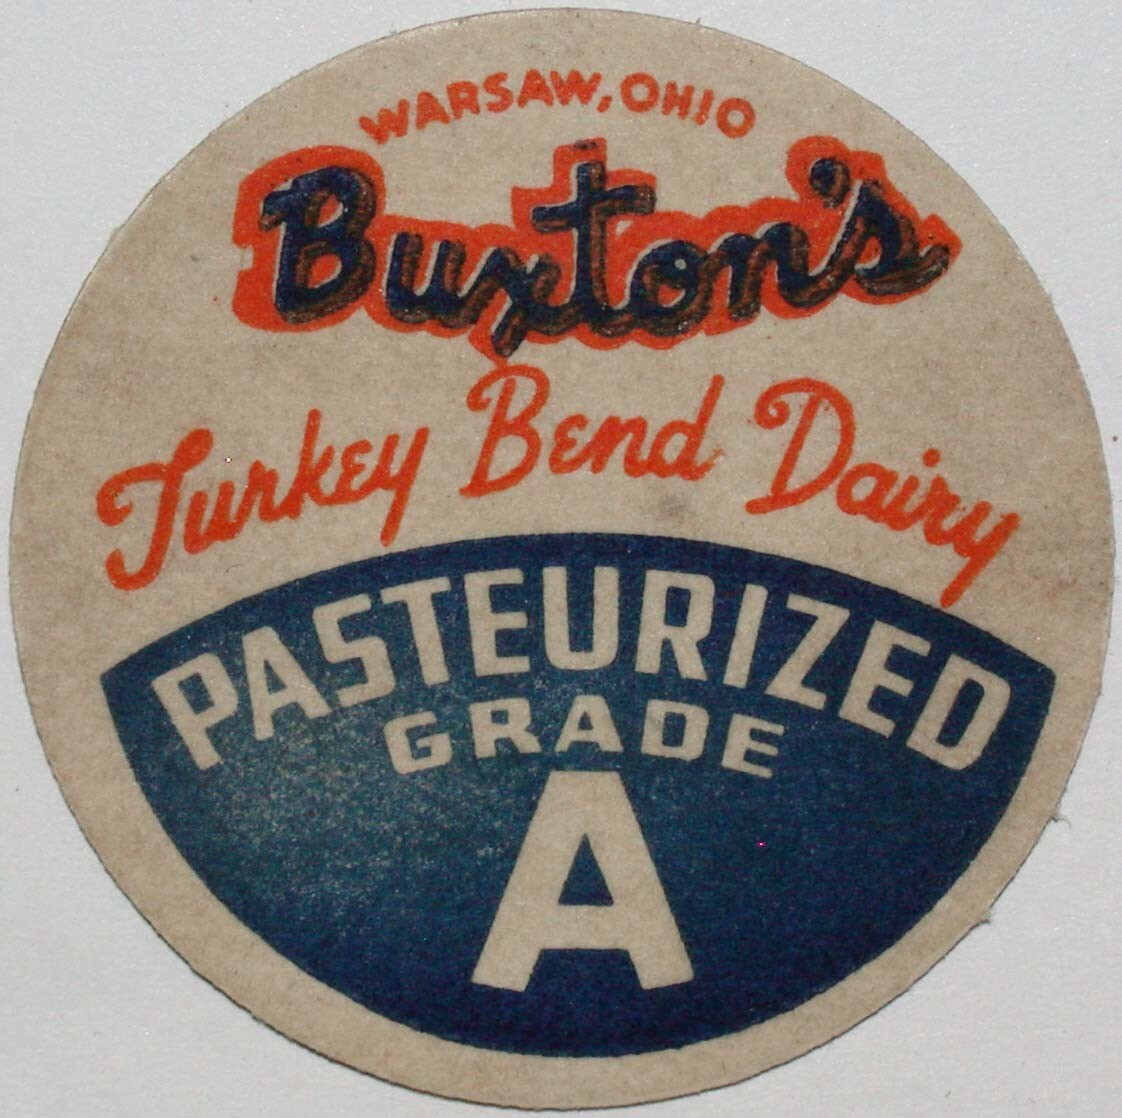 WARSAW, OHIO
Buxton's
Turkey Bend Dairy
PASTEURIZED
GRADE
A